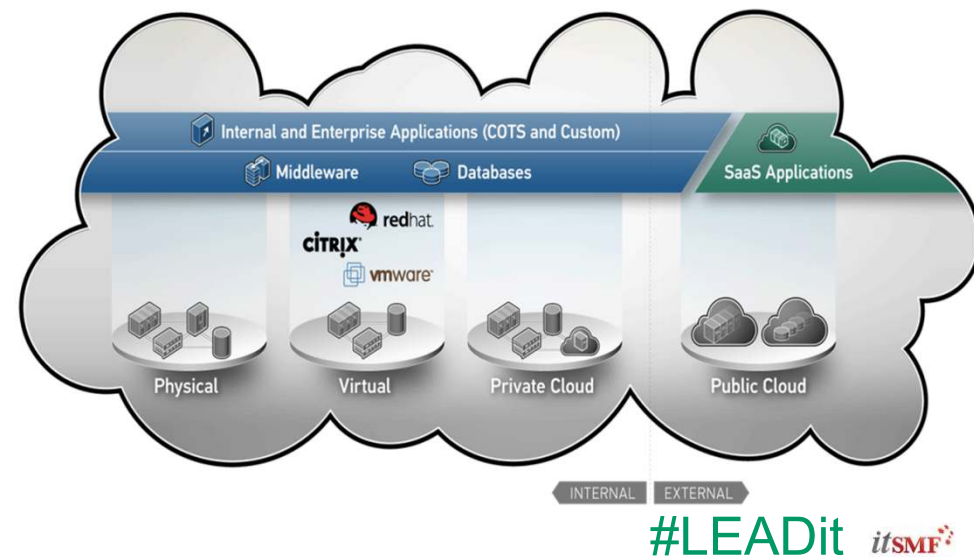 Internal and Enterprise Applications (COTS and Custom)
Middleware
Databases
SaaS Applications
redhat.
CITRIX
vmware
Physical
Virtual
Private Cloud
Public Cloud
INTERNAL
EXTERNAL
#LEADit
itSMF